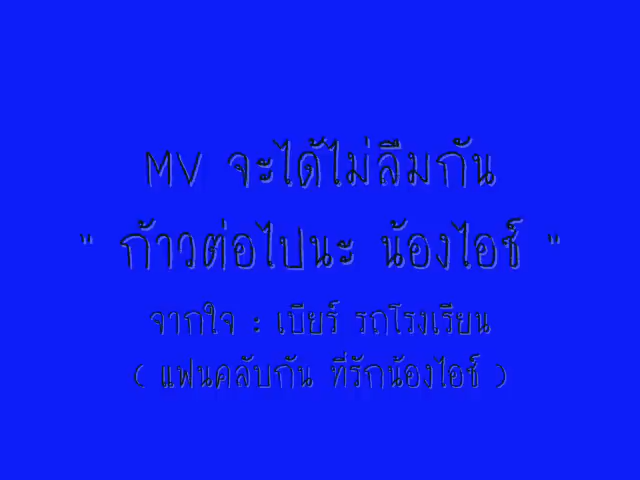 MV จะได้ไม่ลืมกัน
" ก้าวต่อไปนะ น้องไอซ์ "
จากใจ : เบียร์ รถโรงเรียน
( แฟนคลับกัน ที่รักน้องไอซ์ )